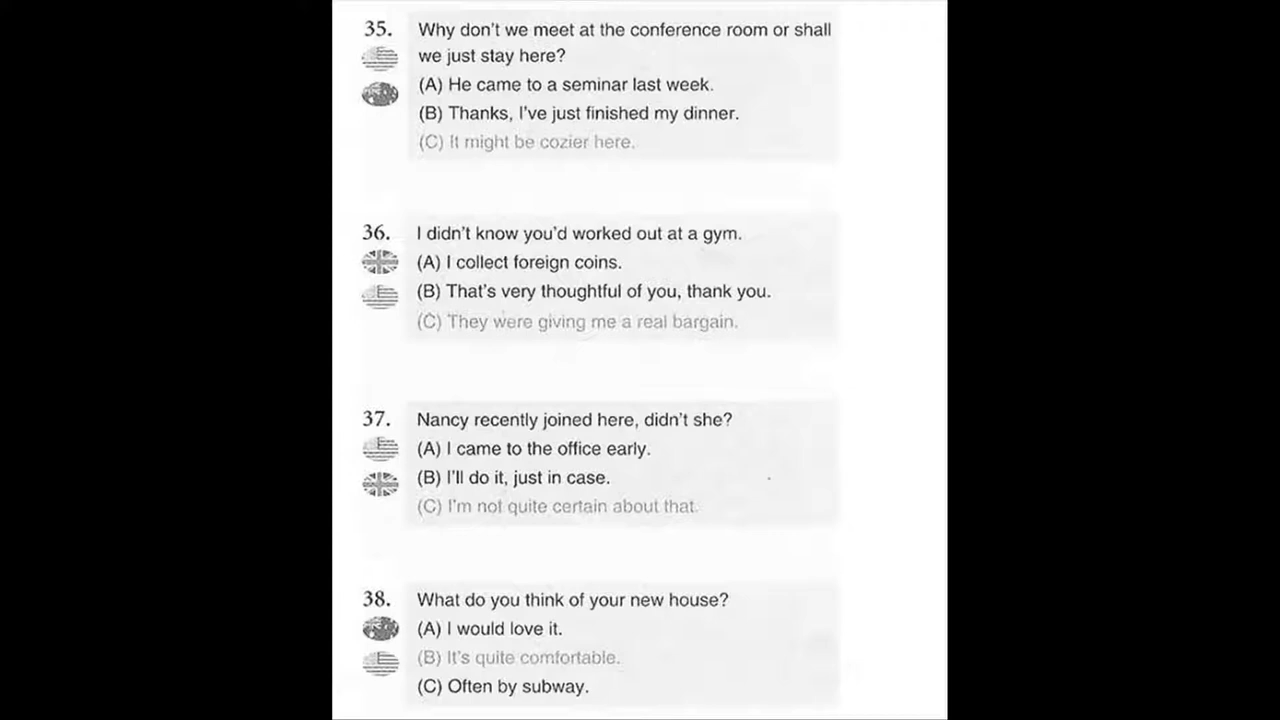 35. Why don't we meet at the conference room or shall
we just stay here?
(A) He came to a seminar last week.
(B) Thanks, I've just finished my dinner.
(C) It might be cozier here.
36. I didn't know you'd worked out at a gym.
(A) I collect foreign coins.
(B) That's very thoughtful of you, thank you.
(C) They were giving me a real bargain.
37. Nancy recently joined here, didn't she?
(A) I came to the office early.
(B) I'll do it, just in case.
(C) I'm not quite certain about that.
38. What do you think of your new house?
(A) I would love it.
(B) It's quite comfortable.
(C) Often by subway.